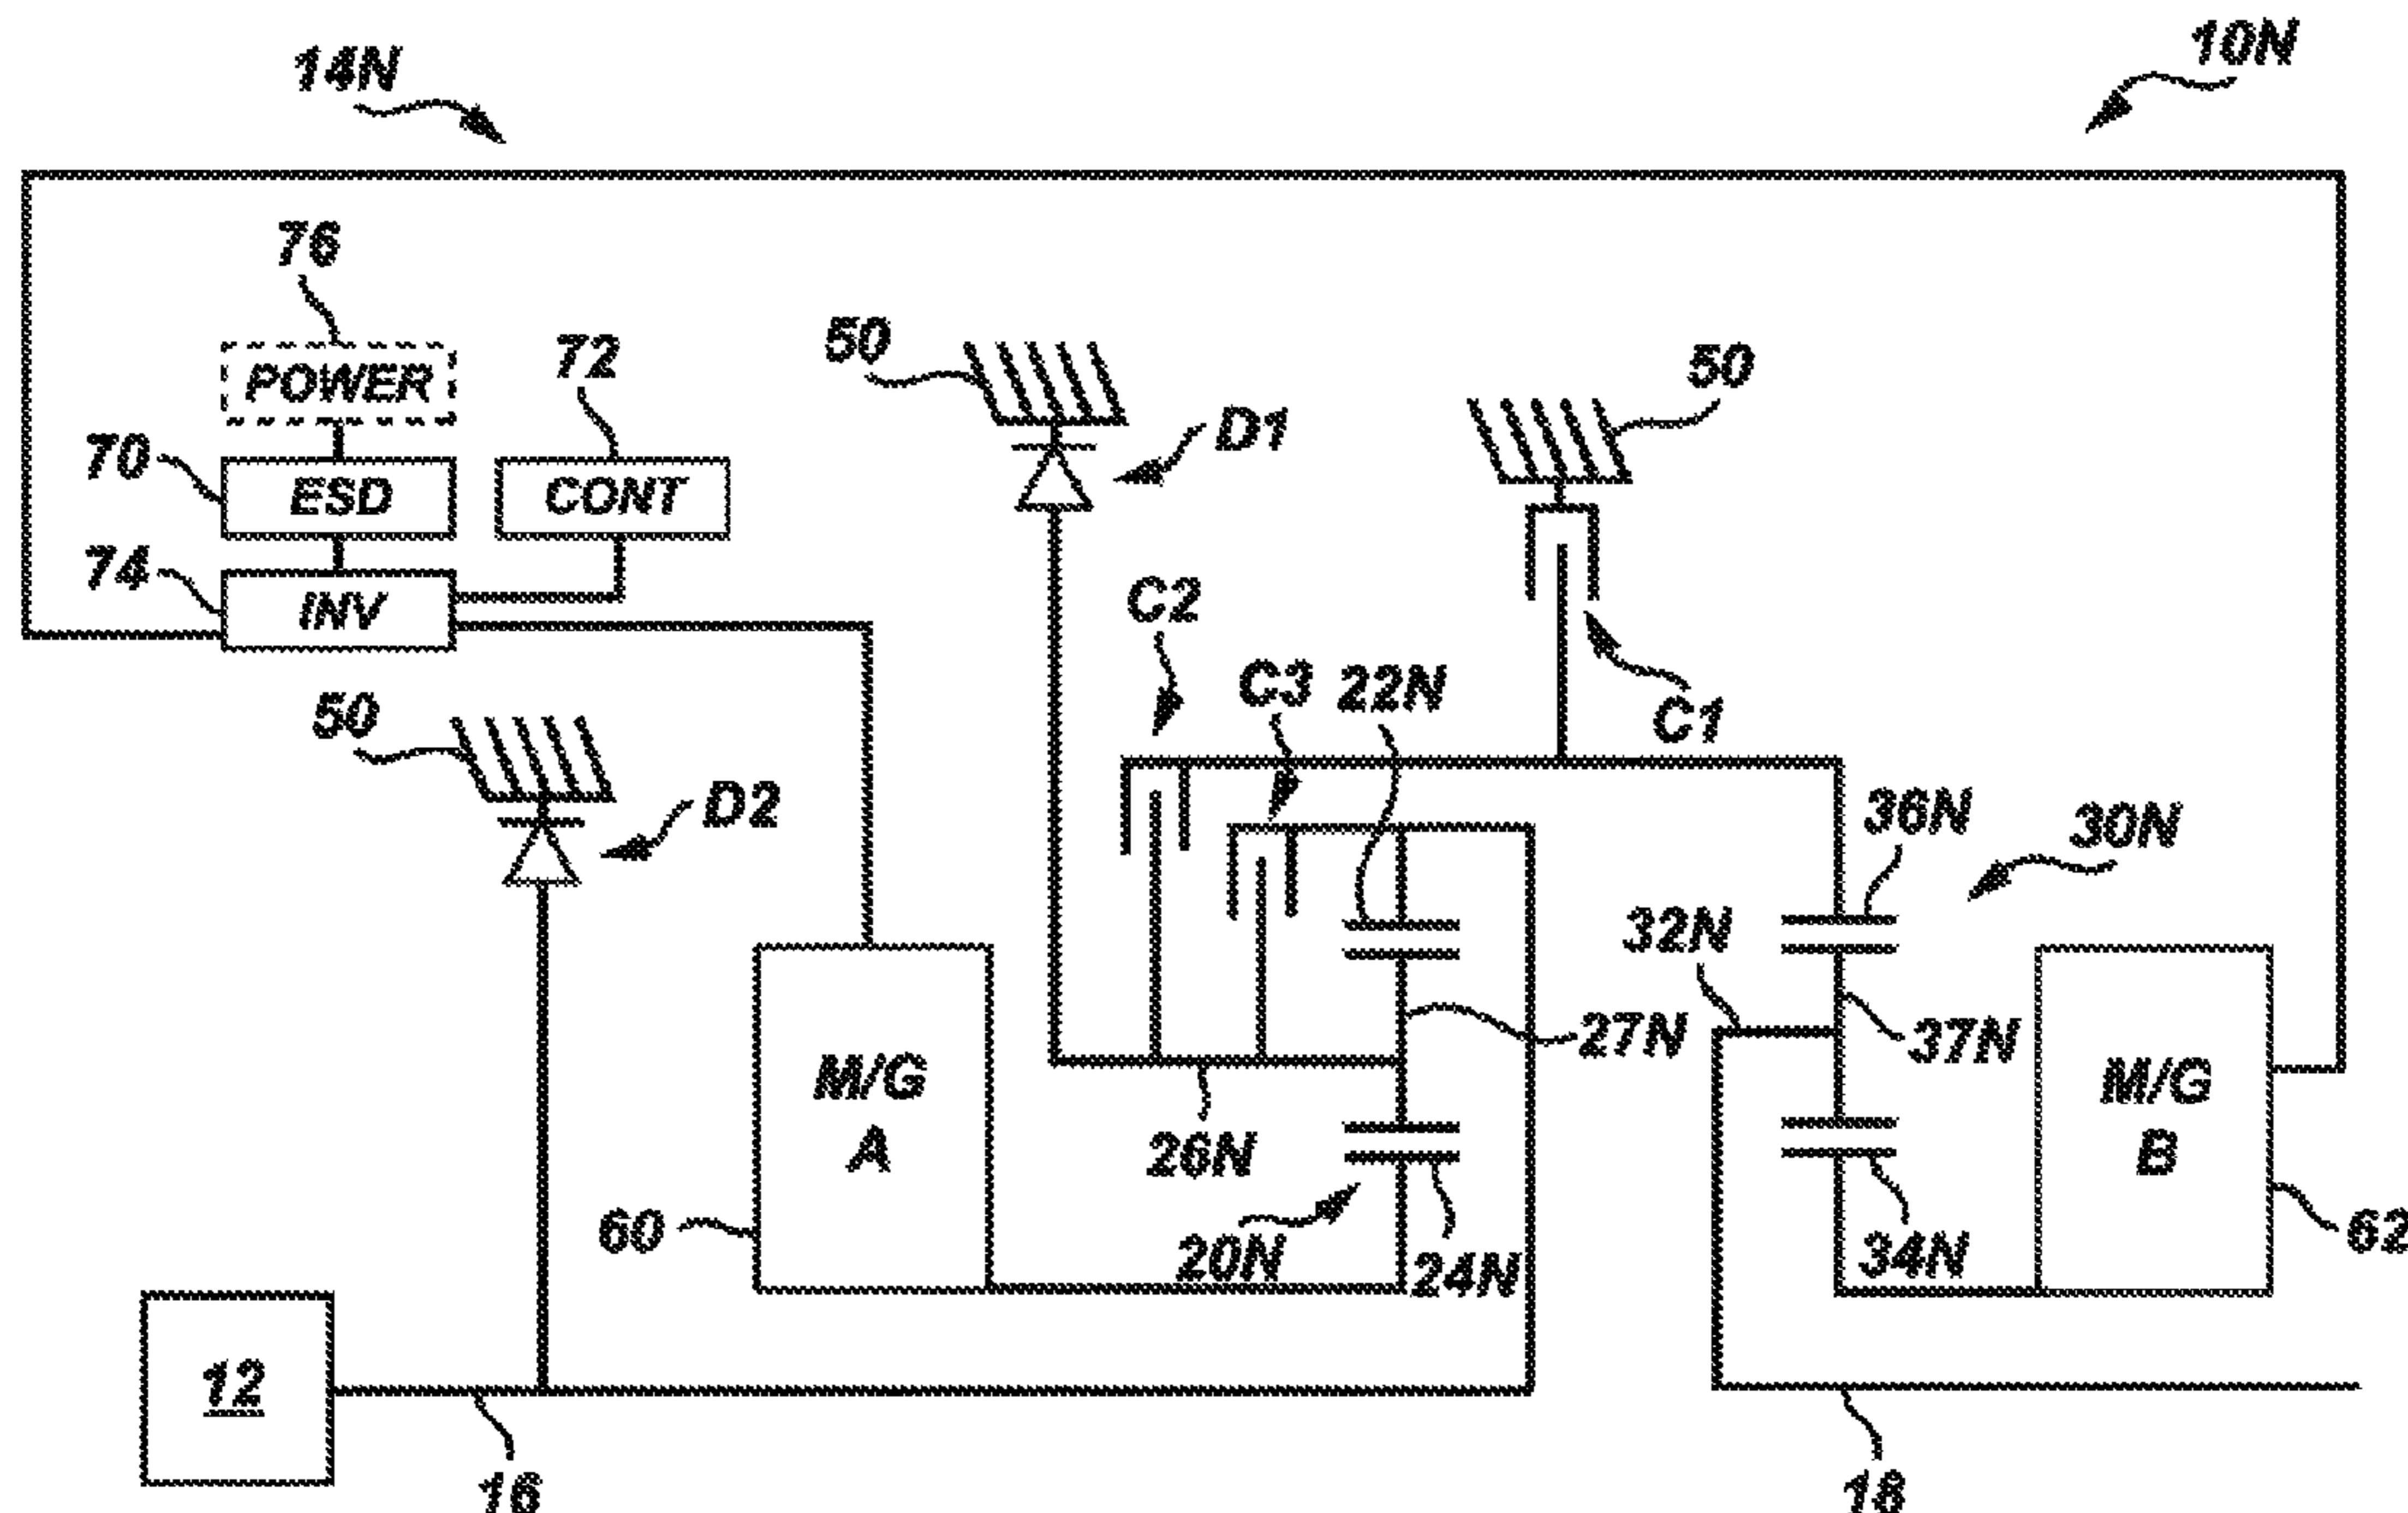 14N
10N
76
POWER
72
50
50
D1
70
ESD
CONT
74
INV
C2
C3
22N
C1
50
D2
36N
30N
32N
M/G
A
27N
37N
M/G
B
26N
60
20N
24N
34N
62
12
16
18